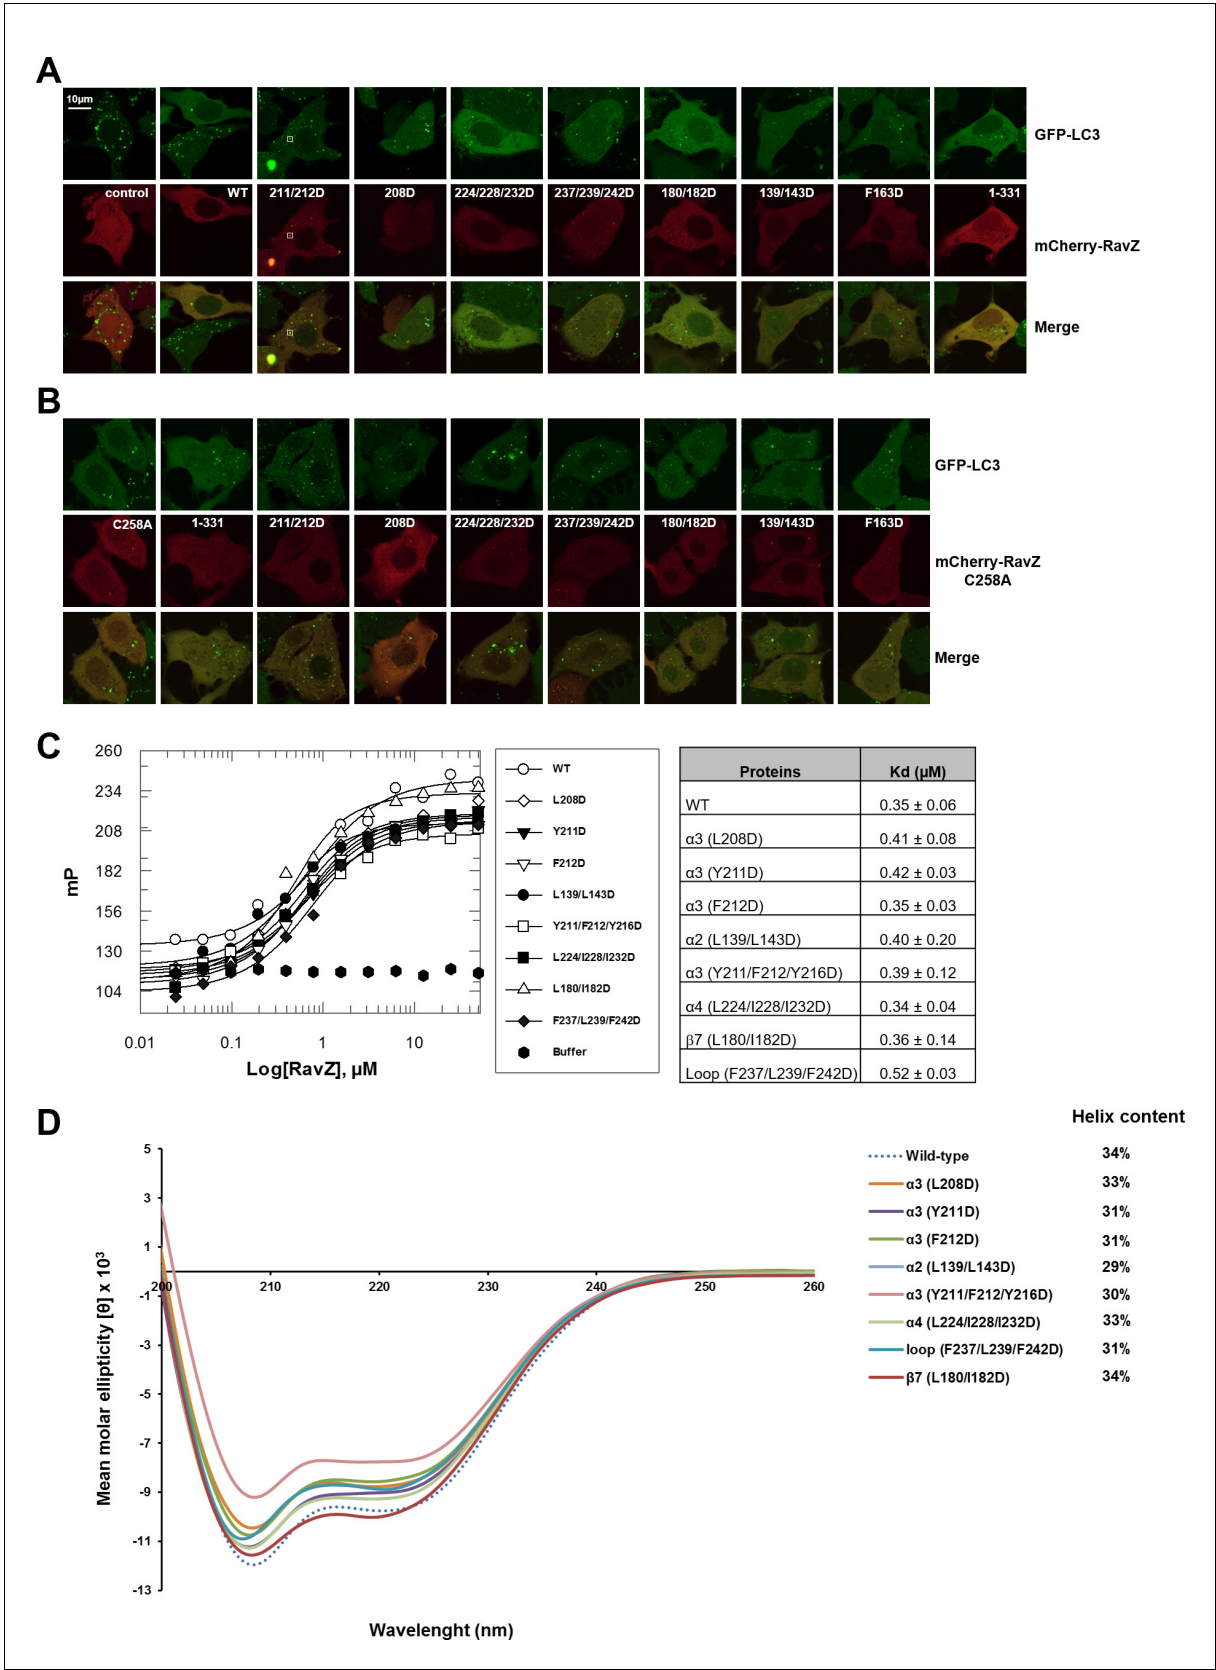 A
10µm
GFP-LC3
control WT 211/212D 208D 224/228/232D 237/239/242D 180/182D 139/143D F163D 1-331
mCherry-RavZ
Merge
B
GFP-LC3
C258A 1-331 211/212D 208D 224/228/232D 237/239/242D 180/182D 139/143D F163D
mCherry-RavZ
C258A
Merge
C
260
234
208
182
156
130
104
mP
0.01 0.1 1 10
Log[RavZ], µM
WT
L208D
Y211D
F212D
L139/L143D
Y211/F212/Y216D
L224/I228/I232D
L180/I182D
F237/L239/F242D
Buffer
Proteins Kd (µM)
WT 0.35 ± 0.06
α3 (L208D) 0.41 ± 0.08
α3 (Y211D) 0.42 ± 0.03
α3 (F212D) 0.35 ± 0.03
α2 (L139/L143D) 0.40 ± 0.20
α3 (Y211/F212/Y216D) 0.39 ± 0.12
α4 (L224/I228/I232D) 0.34 ± 0.04
β7 (L180/I182D) 0.36 ± 0.14
Loop (F237/L239/F242D) 0.52 ± 0.03
D
Helix content
5
3
1
-1
-3
-5
-7
-9
-11
-13
Mean molar ellipticity [θ] x 10³
200 210 220 230 240 250 260
Wavelenght (nm)
Wild-type 34%
α3 (L208D) 33%
α3 (Y211D) 31%
α3 (F212D) 31%
α2 (L139/L143D) 29%
α3 (Y211/F212/Y216D) 30%
α4 (L224/I228/I232D) 33%
loop (F237/L239/F242D) 31%
β7 (L180/I182D) 34%